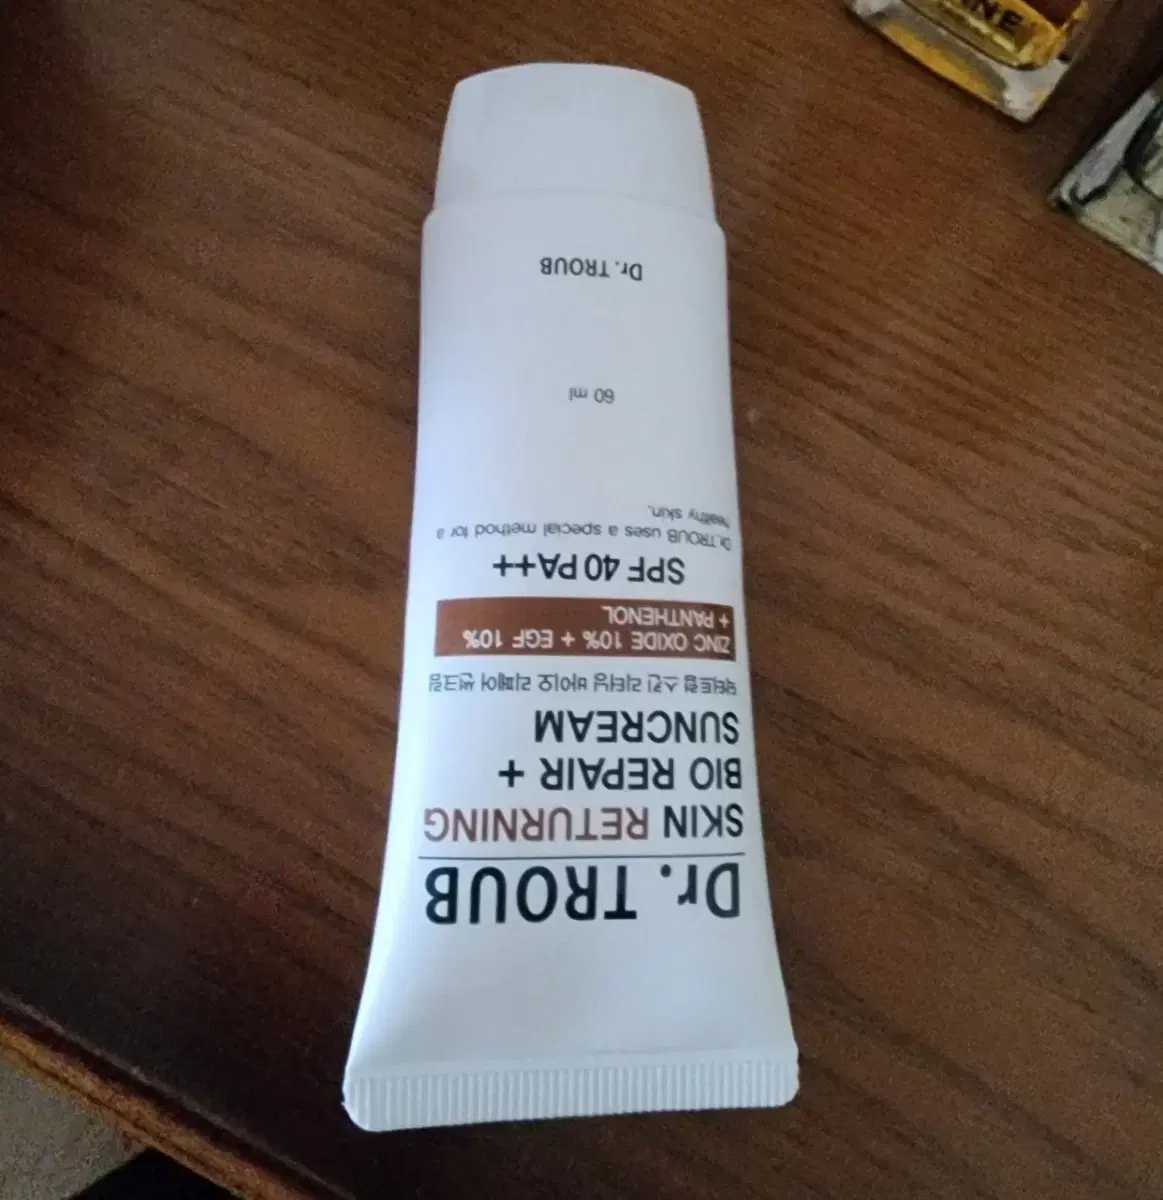 Dr. TROUB
SKIN RETURNING
BIO REPAIR +
SUNCREAM
닥터트럽 스킨 리터닝 바이오 리페어 썬크림
ZINC OXIDE 10% + EGF 10%
+ PANTHENOL
SPF 40 PA++
Dr.TROUB uses a special method for a
healthy skin.
60 ml
Dr. TROUB